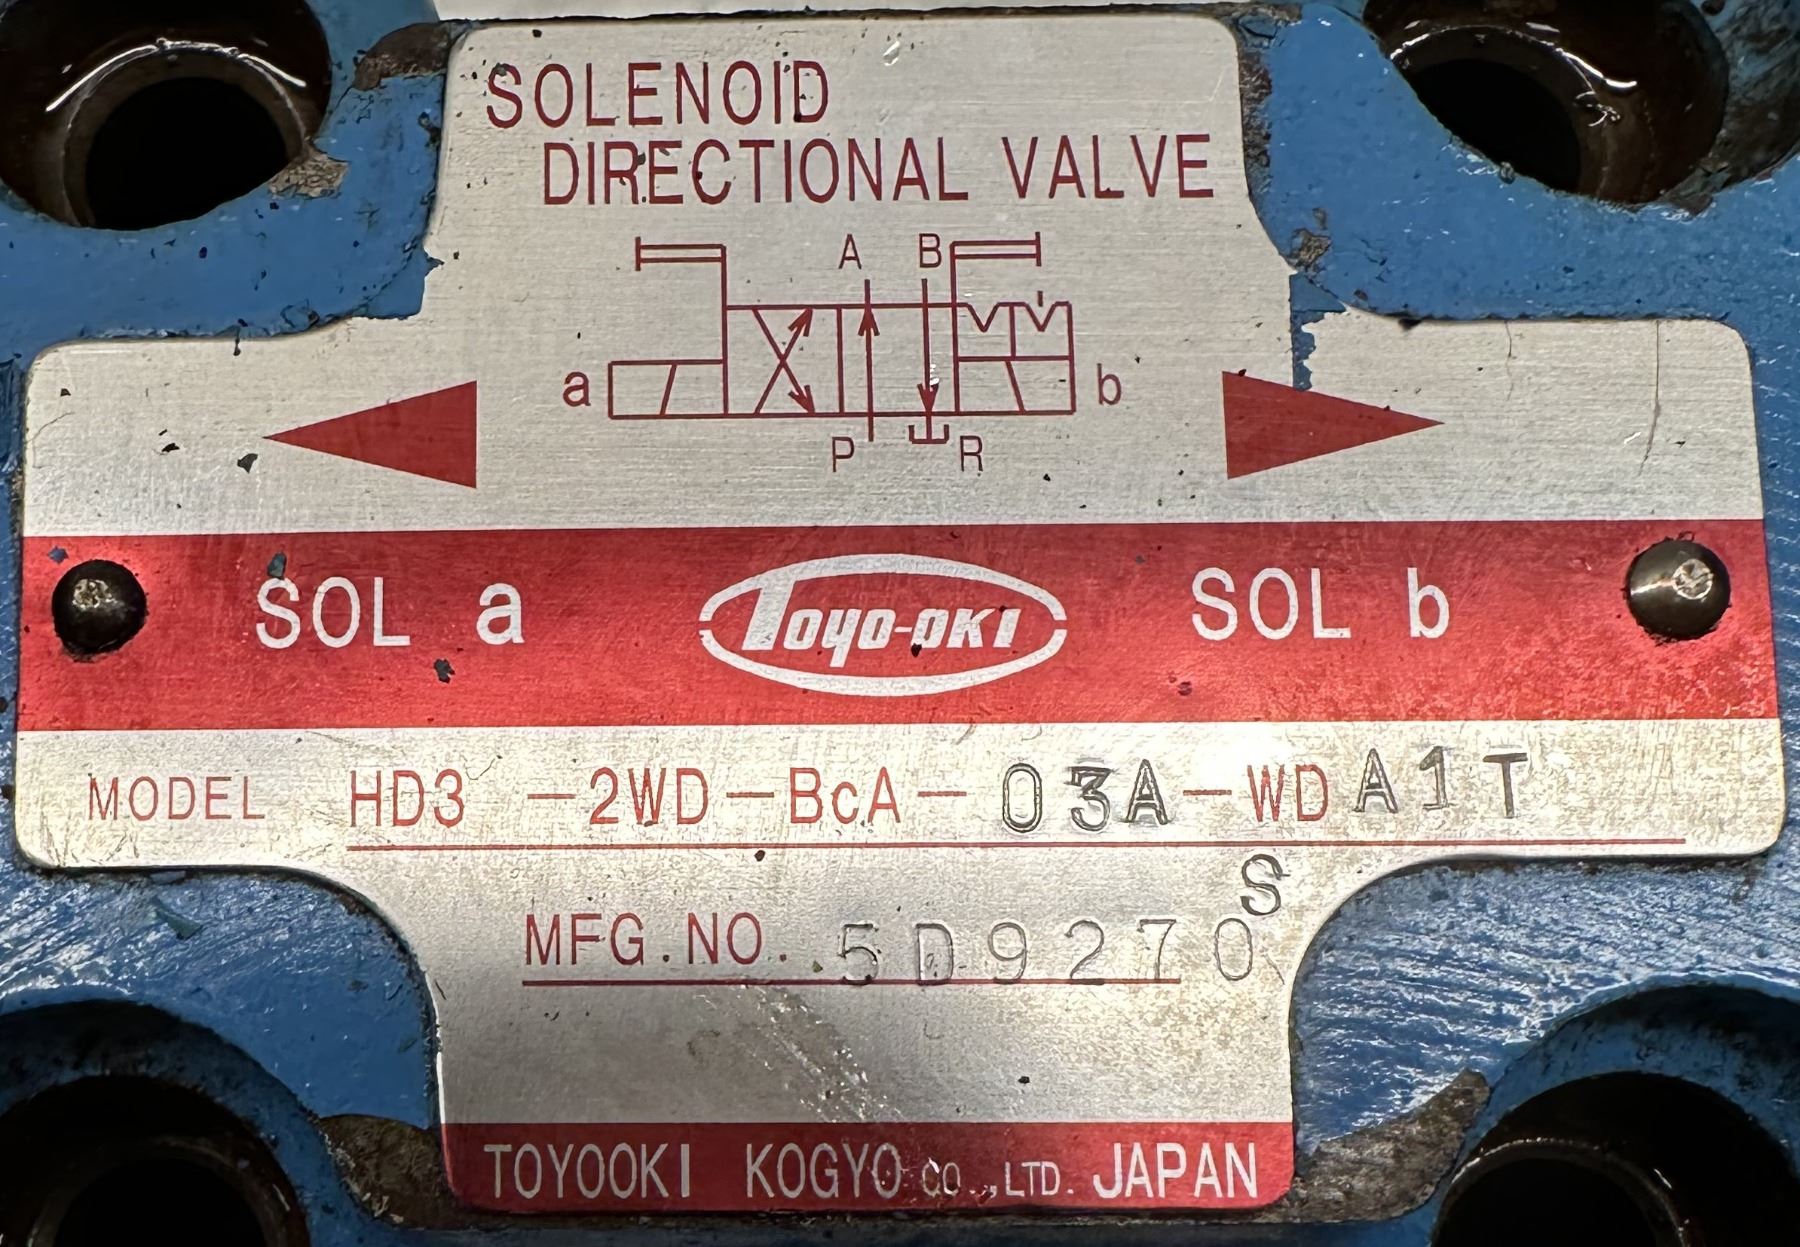 SOLENOID
DIRECTIONAL VALVE
A B
a b
P R
SOL a TOYO-OKI SOL b
MODEL HD3 -2WD-BcA-03A-WDA1T
S
MFG.NO. 5D9270
TOYOOKI KOGYO CO.,LTD. JAPAN